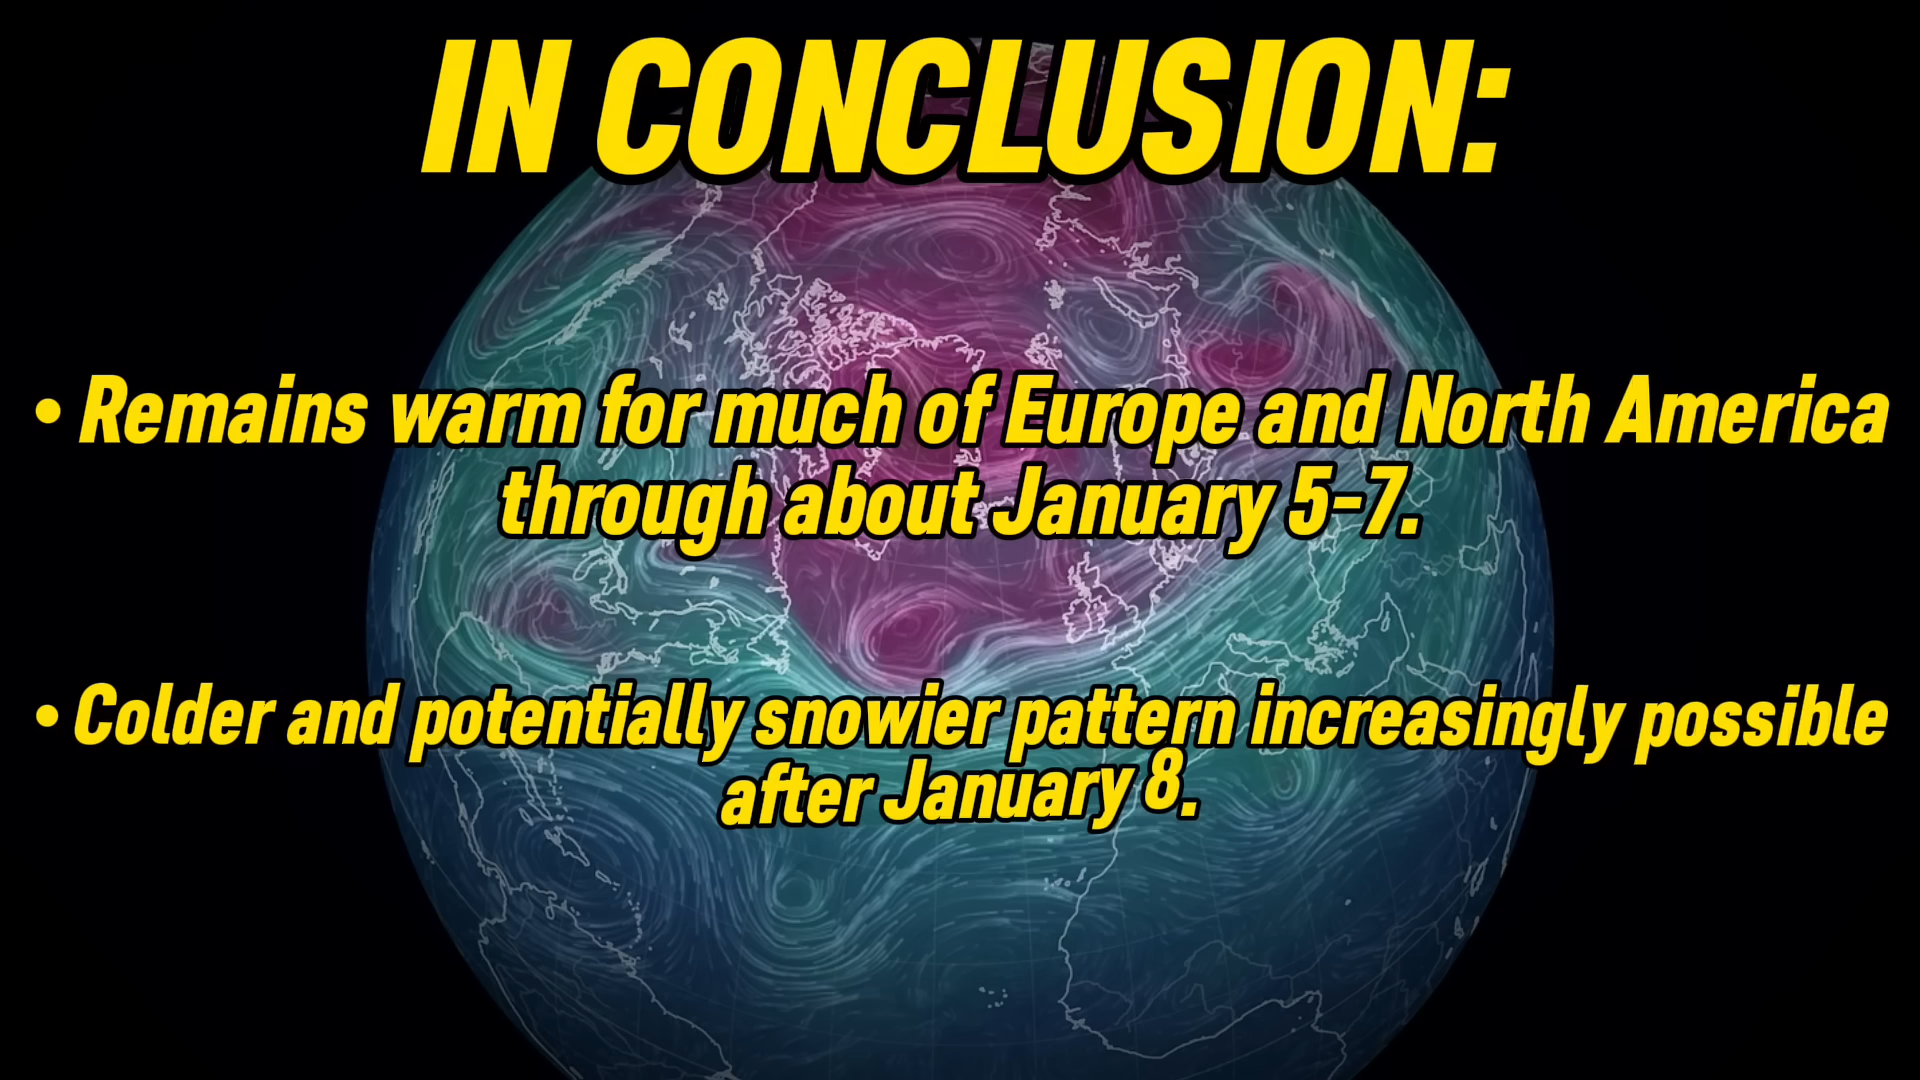 IN CONCLUSION:
• Remains warm for much of Europe and North America
through about January 5-7.
• Colder and potentially snowier pattern increasingly possible
after January 8.